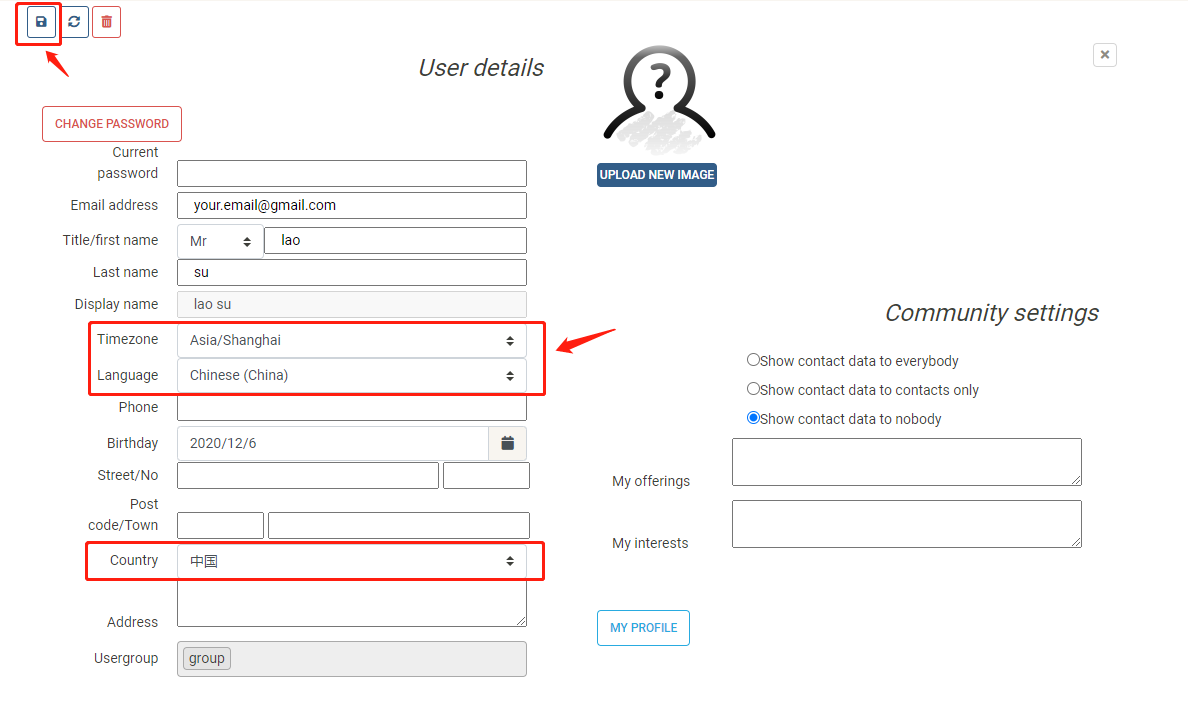 User details
CHANGE PASSWORD
Current
password
Email address your.email@gmail.com
Title/first name Mr lao
Last name su
Display name lao su
Timezone Asia/Shanghai
Language Chinese (China)
Phone
Birthday 2020/12/6
Street/No
Post
code/Town
Country 中国
Address
Usergroup group
?
UPLOAD NEW IMAGE
Community settings
Show contact data to everybody
Show contact data to contacts only
Show contact data to nobody
My offerings
My interests
MY PROFILE